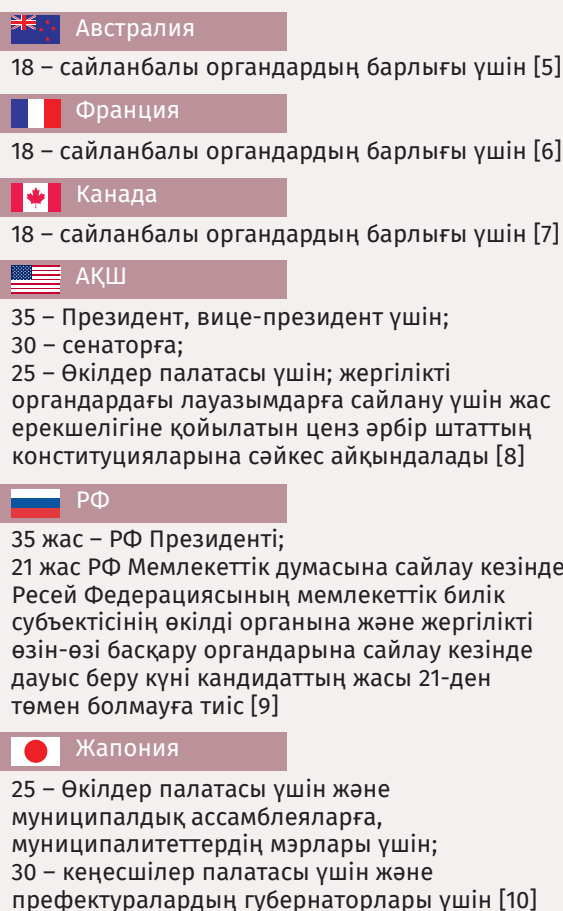 Австралия
18 – сайланбалы органдардың барлығы үшін [5]
Франция
18 – сайланбалы органдардың барлығы үшін [6]
Канада
18 – сайланбалы органдардың барлығы үшін [7]
АҚШ
35 – Президент, вице-президент үшін;
30 – сенаторға;
25 – Өкілдер палатасы үшін; жергілікті
органдардағы лауазымдарға сайлану үшін жас
ерекшелігіне қойылатын ценз әрбір штаттың
конституцияларына сәйкес айқындалады [8]
РФ
35 жас – РФ Президенті;
21 жас РФ Мемлекеттік думасына сайлау кезінде
Ресей Федерациясының мемлекеттік билік
субъектісінің өкілді органына және жергілікті
өзін-өзі басқару органдарына сайлау кезінде
дауыс беру күні кандидаттың жасы 21-ден
төмен болмауға тиіс [9]
Жапония
25 – Өкілдер палатасы үшін және
муниципалдық ассамблеяларға,
муниципалитеттердің мэрлары үшін;
30 – кеңесшілер палатасы үшін және
префектуралардың губернаторлары үшін [10]